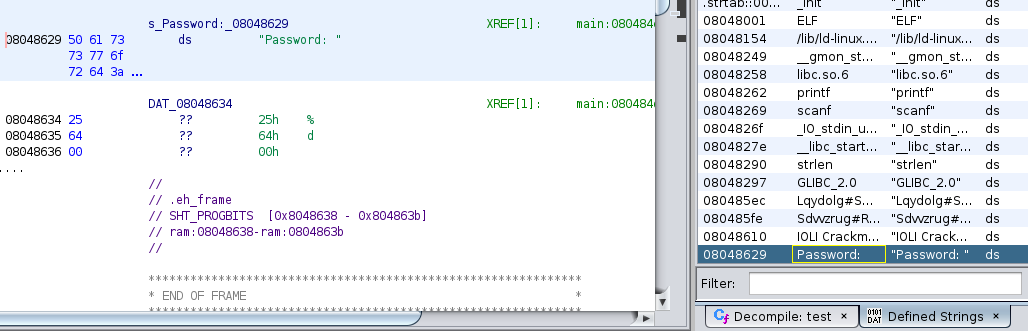 s_Password:_08048629 XREF[1]: main:0804846
08048629 50 61 73 ds "Password: "
73 77 6f
72 64 3a ...
DAT_08048634 XREF[1]: main:0804846
08048634 25 ?? 25h %
08048635 64 ?? 64h d
08048636 00 ?? 00h
....
//
// .eh_frame
// SHT_PROGBITS [0x8048638 - 0x804863b]
// ram:08048638-ram:0804863b
//
*************************************************************
* END OF FRAME *
*************************************************************
.strtab::00... _init "_init" ds
08048001 ELF "ELF" ds
08048154 /lib/ld-linux.... "/lib/ld-linux.... ds
08048249 __gmon_st... "__gmon_st... ds
08048258 libc.so.6 "libc.so.6" ds
08048262 printf "printf" ds
08048269 scanf "scanf" ds
0804826f _IO_stdin_u... "_IO_stdin_... ds
0804827e __libc_start... "__libc_star... ds
08048290 strlen "strlen" ds
08048297 GLIBC_2.0 "GLIBC_2.0" ds
080485ec Lqydolg#S... "Lqydolg#S... ds
080485fe Sdvvzrug#R... "Sdvvzrug#... ds
08048610 IOLI Crackm... "IOLI Crack... ds
08048629 Password: "Password: " ds
Filter:
Decompile: test × Defined Strings ×